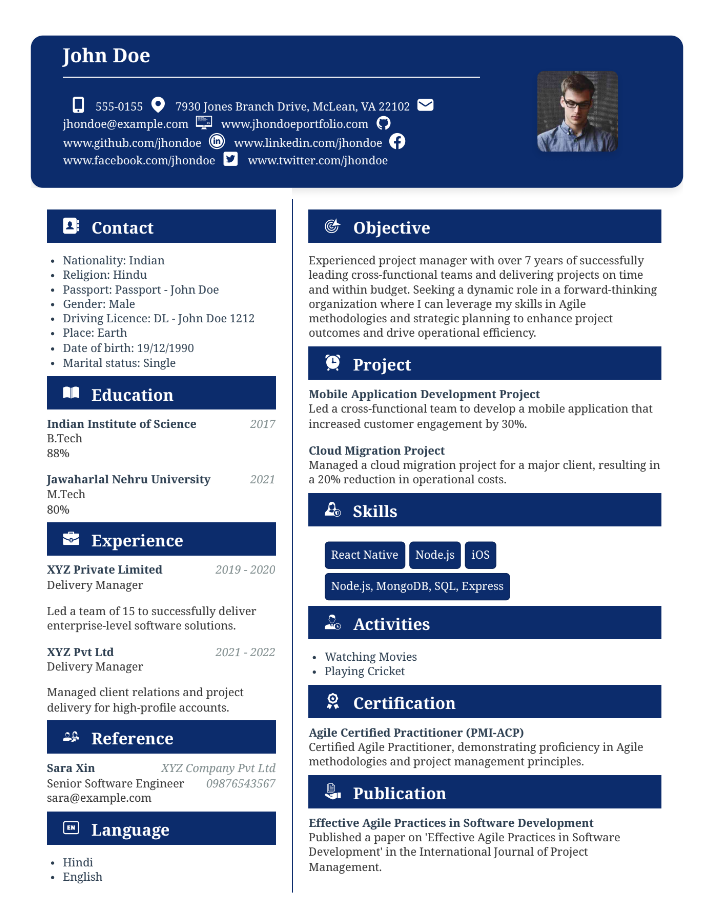 John Doe
555-0155 7930 Jones Branch Drive, McLean, VA 22102
jhondoe@example.com www.jhondoeportfolio.com
www.github.com/jhondoe www.linkedin.com/jhondoe
www.facebook.com/jhondoe www.twitter.com/jhondoe
Contact
• Nationality: Indian
• Religion: Hindu
• Passport: Passport - John Doe
• Gender: Male
• Driving Licence: DL - John Doe 1212
• Place: Earth
• Date of birth: 19/12/1990
• Marital status: Single
Education
Indian Institute of Science 2017
B.Tech
88%
Jawaharlal Nehru University 2021
M.Tech
80%
Experience
XYZ Private Limited 2019 - 2020
Delivery Manager
Led a team of 15 to successfully deliver
enterprise-level software solutions.
XYZ Pvt Ltd 2021 - 2022
Delivery Manager
Managed client relations and project
delivery for high-profile accounts.
Reference
Sara Xin XYZ Company Pvt Ltd
Senior Software Engineer 09876543567
sara@example.com
EN Language
• Hindi
• English
Objective
Experienced project manager with over 7 years of successfully
leading cross-functional teams and delivering projects on time
and within budget. Seeking a dynamic role in a forward-thinking
organization where I can leverage my skills in Agile
methodologies and strategic planning to enhance project
outcomes and drive operational efficiency.
Project
Mobile Application Development Project
Led a cross-functional team to develop a mobile application that
increased customer engagement by 30%.
Cloud Migration Project
Managed a cloud migration project for a major client, resulting in
a 20% reduction in operational costs.
Skills
React Native Node.js iOS
Node.js, MongoDB, SQL, Express
Activities
• Watching Movies
• Playing Cricket
Certification
Agile Certified Practitioner (PMI-ACP)
Certified Agile Practitioner, demonstrating proficiency in Agile
methodologies and project management principles.
Publication
Effective Agile Practices in Software Development
Published a paper on 'Effective Agile Practices in Software
Development' in the International Journal of Project
Management.